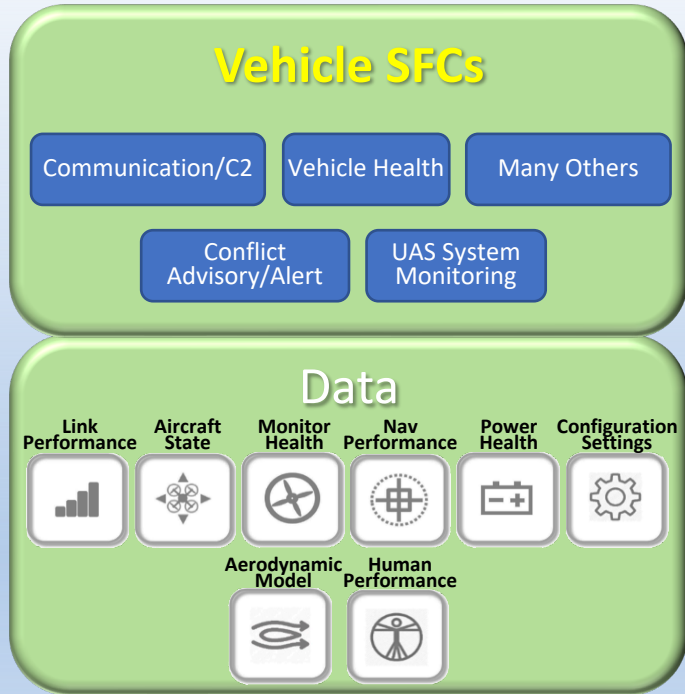 Vehicle SFCs
Communication/C2
Vehicle Health
Many Others
Conflict
Advisory/Alert
UAS System
Monitoring
Data
Link
Performance
Aircraft
State
Monitor
Health
Nav
Performance
Power
Health
Configuration
Settings
Aerodynamic
Model
Human
Performance